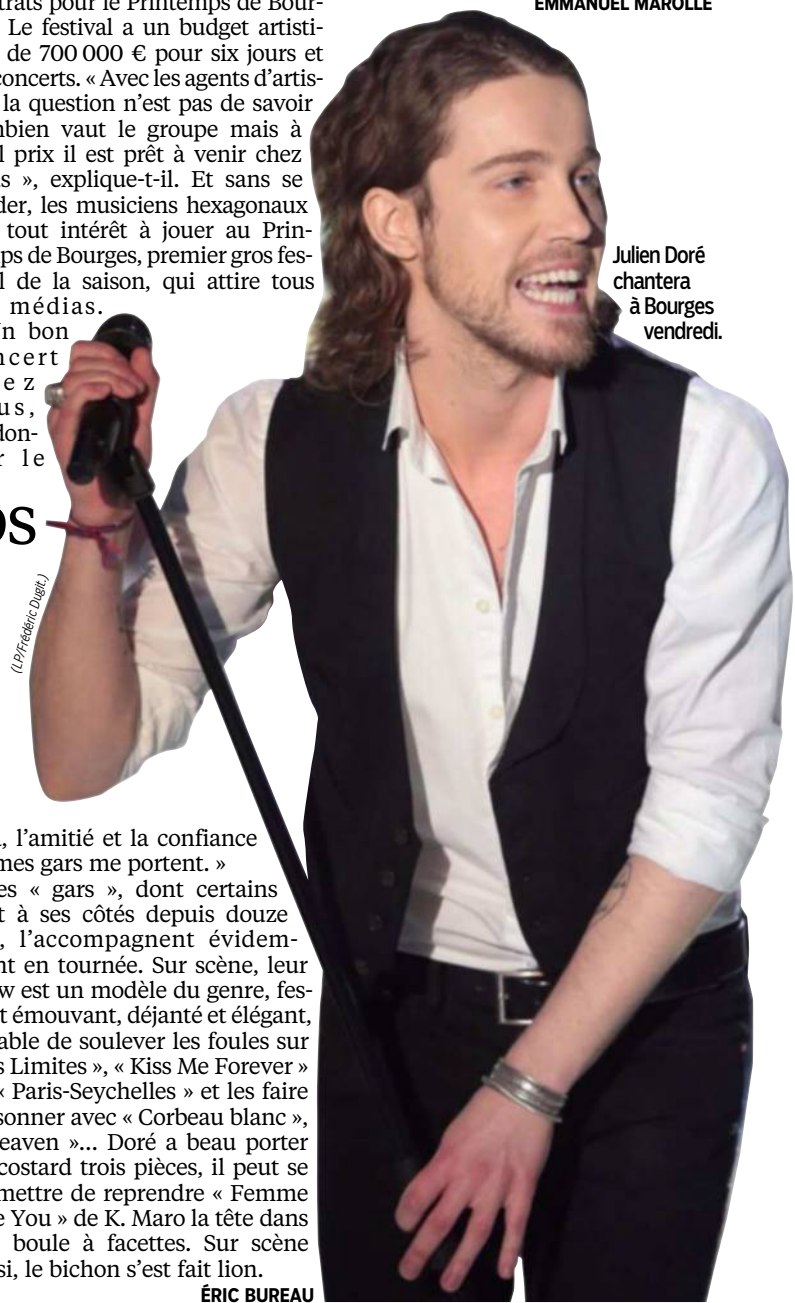 EMMANUEL MAROLLE
trats pour le Printemps de Bour-
Le festival a un budget artisti-
de 700 000 € pour six jours et
concerts. « Avec les agents d'artis-
la question n'est pas de savoir
mbien vaut le groupe mais à
l prix il est prêt à venir chez
s », explique-t-il. Et sans se
der, les musiciens hexagonaux
tout intérêt à jouer au Prin-
ps de Bourges, premier gros fes-
l de la saison, qui attire tous
médias.
n bon
ncert
ez
us,
don-
r le
os
(LP/Frédéric Dugit.)
Julien Doré
chantera
à Bourges
vendredi.
, l'amitié et la confiance
mes gars me portent. »
es « gars », dont certains
t à ses côtés depuis douze
, l'accompagnent évidem-
nt en tournée. Sur scène, leur
w est un modèle du genre, fes-
t émouvant, déjanté et élégant,
able de soulever les foules sur
s Limites », « Kiss Me Forever »
« Paris-Seychelles » et les faire
sonner avec « Corbeau blanc »,
eaven »... Doré a beau porter
costard trois pièces, il peut se
mettre de reprendre « Femme
e You » de K. Maro la tête dans
boule à facettes. Sur scène
si, le bichon s'est fait lion.
ÉRIC BUREAU